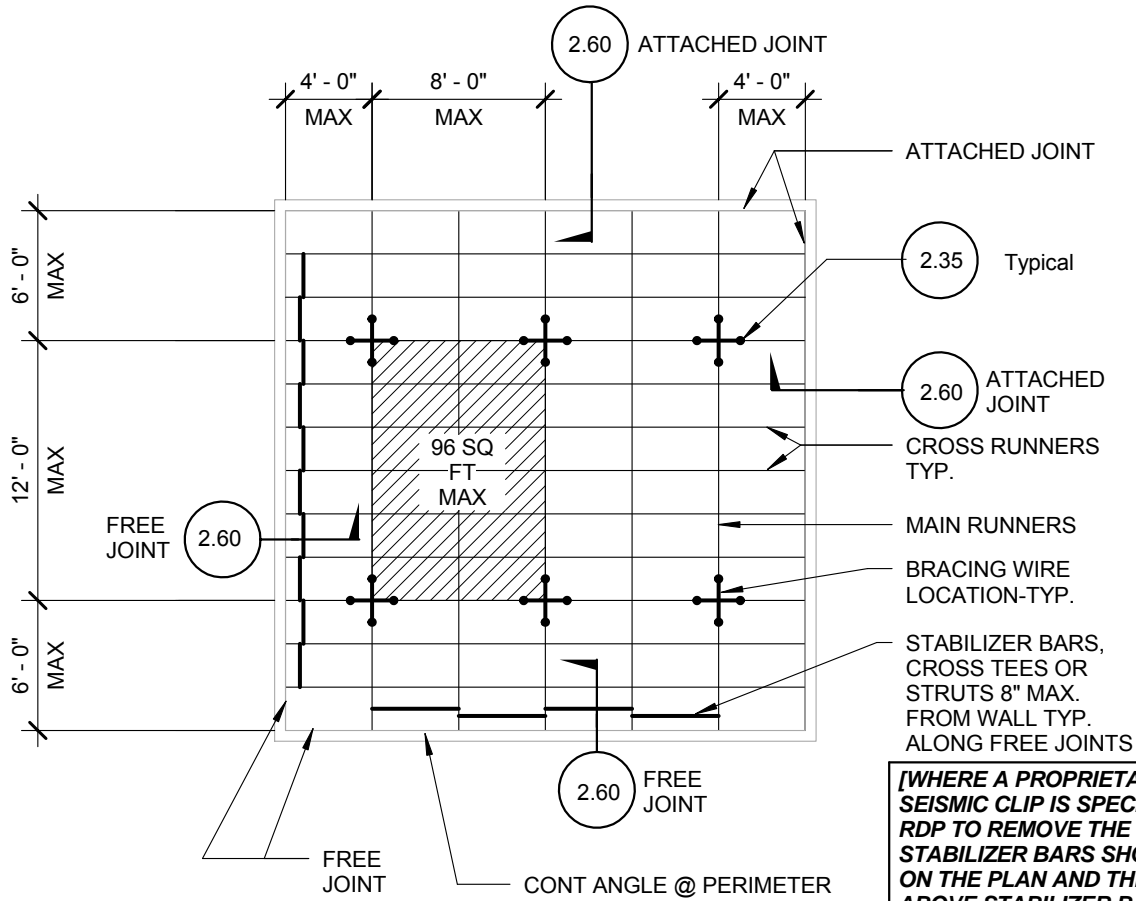 2.60 ATTACHED JOINT
4' - 0" 8' - 0" 4' - 0"
MAX MAX MAX
ATTACHED JOINT
6' - 0"
MAX
2.35 Typical
2.60 ATTACHED
JOINT
12' - 0"
MAX
96 SQ
FT
MAX
CROSS RUNNERS
TYP.
FREE
JOINT
2.60
MAIN RUNNERS
BRACING WIRE
LOCATION-TYP.
6' - 0"
MAX
STABILIZER BARS,
CROSS TEES OR
STRUTS 8" MAX.
FROM WALL TYP.
ALONG FREE JOINTS
2.60 FREE
JOINT
FREE
JOINT
CONT ANGLE @ PERIMETER
[WHERE A
SEISMIC CLIP IS
RDP TO REMOVE THE
STABILIZER BARS
ON THE PLAN AND
ABOVE STABILIZER